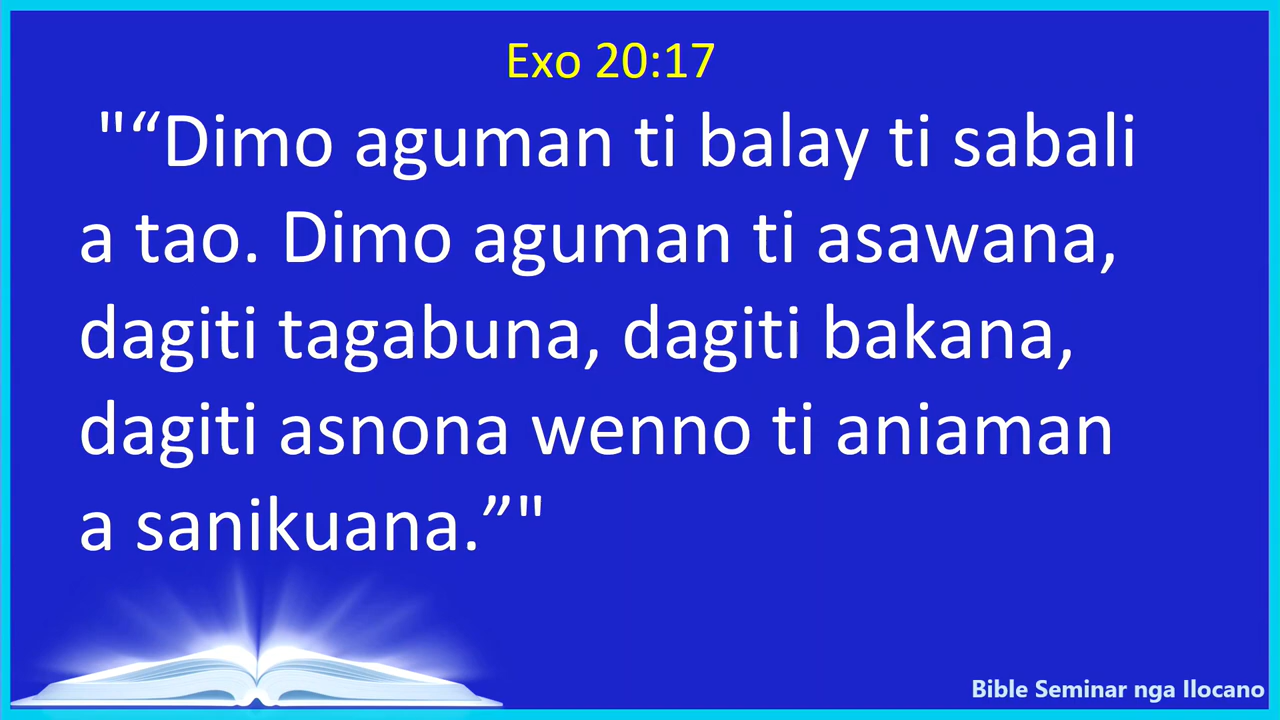 Exo 20:17
"“Dimo aguman ti balay ti sabali
a tao. Dimo aguman ti asawana,
dagiti tagabuna, dagiti bakana,
dagiti asnona wenno ti aniaman
a sanikuana.”"
Bible Seminar nga Ilocano